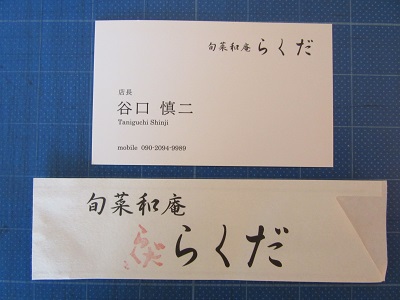 旬菜和庵 らくだ
店長
谷口 慎二
Taniguchi Shinji
mobile 090-2094-9989
旬菜和庵
らくだ